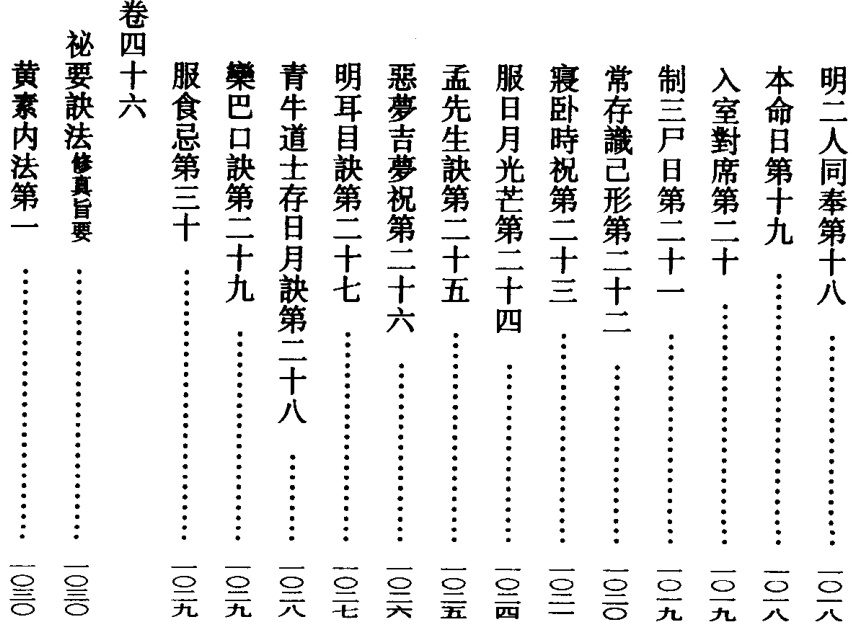 明二人同奉第十八……………………一〇一八
本命日第十九……………………一〇一八
入室對席第二十……………………一〇一九
制三尸日第二十一……………………一〇一九
常存識己形第二十二……………………一〇二〇
寢卧時祝第二十三……………………一〇二一
服日月光芒第二十四……………………一〇二四
孟先生訣第二十五……………………一〇二五
惡夢吉夢祝第二十六……………………一〇二六
明耳目訣第二十七……………………一〇二七
青牛道士存日月訣第二十八……………………一〇二八
欒巴口訣第二十九……………………一〇二九
服食忌第三十……………………一〇二九
卷四十六
祕要訣法修真旨要……………………一〇三〇
黄素内法第一……………………一〇三〇